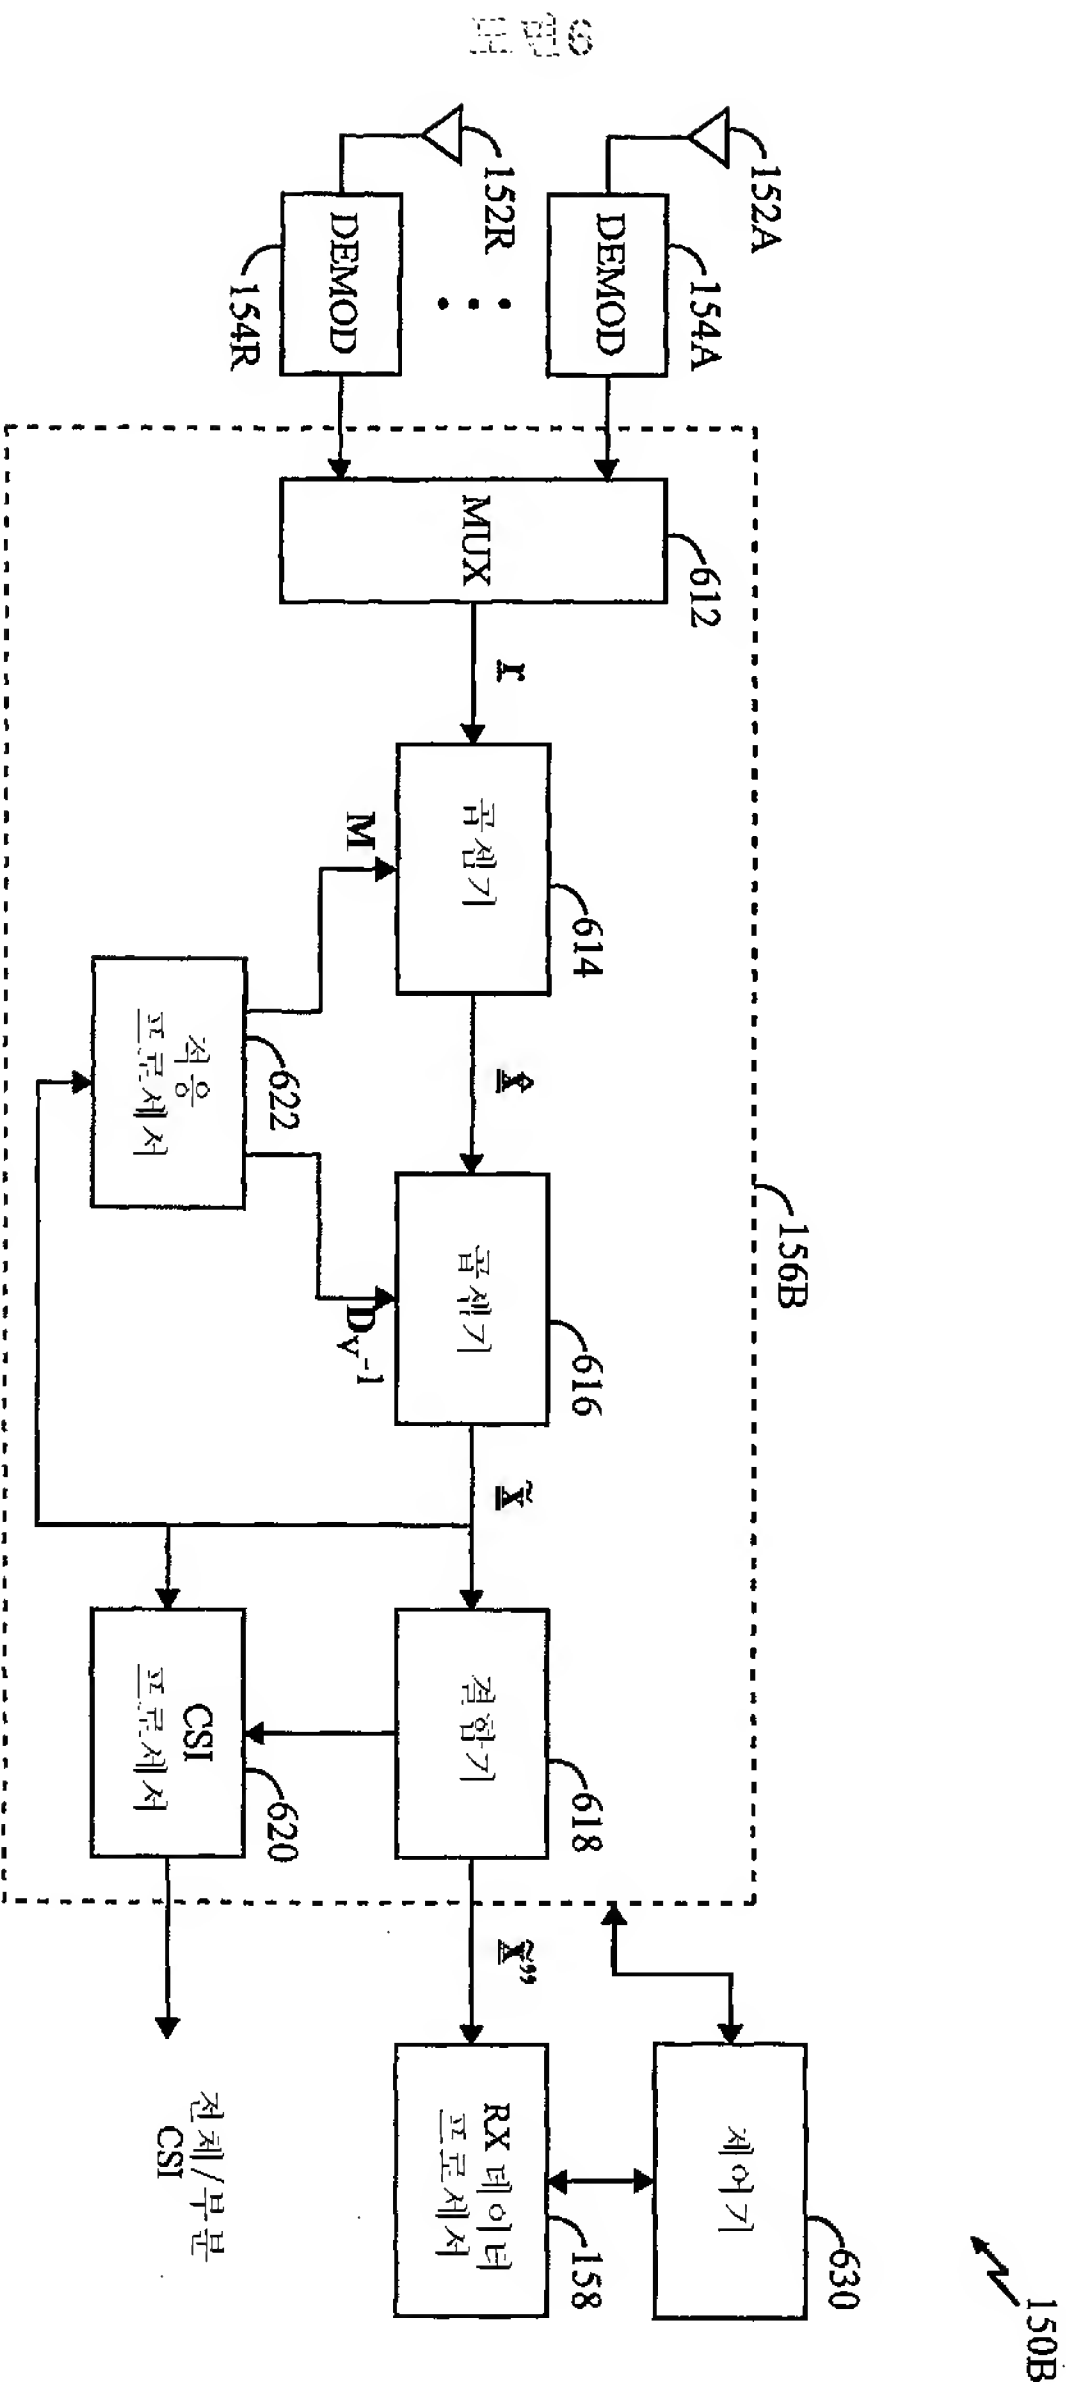 도면6
150B
152A
154A
DEMOD
152R
154R
DEMOD
156B
612
MUX
r
614
곱셈기
M
x̂
616
곱셈기
D_V^-1
x̃
622
적응
프로세서
618
결합기
620
CSI
프로세서
x̃”
630
제어기
158
RX 데이터
프로세서
전체/부분
CSI